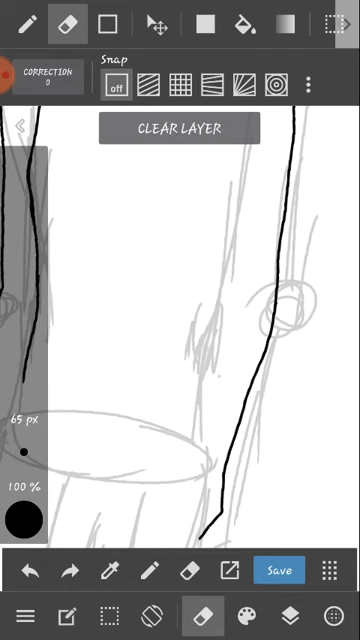 Snap
CORRECTION
0
off
CLEAR LAYER
65 px
100 %
Save